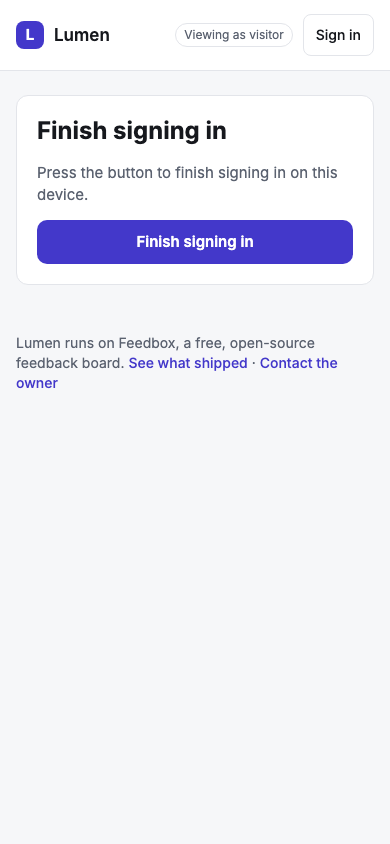 L
Lumen
Viewing as visitor
Sign in
Finish signing in
Press the button to finish signing in on this
device.
Finish signing in
Lumen runs on Feedbox, a free, open-source
feedback board. See what shipped · Contact the
owner